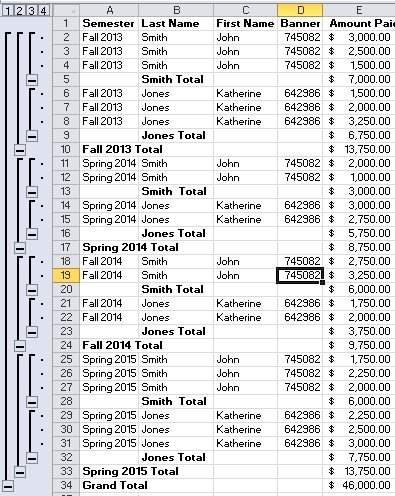 1 2 3 4 A B C D E
1 Semester Last Name First Name Banner Amount Paid
2 Fall 2013 Smith John 745082 $ 3,000.00
3 Fall 2013 Smith John 745082 $ 2,500.00
4 Fall 2013 Smith John 745082 $ 1,500.00
5 Smith Total $ 7,000.00
6 Fall 2013 Jones Katherine 642986 $ 1,500.00
7 Fall 2013 Jones Katherine 642986 $ 2,000.00
8 Fall 2013 Jones Katherine 642986 $ 3,250.00
9 Jones Total $ 6,750.00
10 Fall 2013 Total $ 13,750.00
11 Spring 2014 Smith John 745082 $ 2,000.00
12 Spring 2014 Smith John 745082 $ 1,000.00
13 Smith Total $ 3,000.00
14 Spring 2014 Jones Katherine 642986 $ 3,000.00
15 Spring 2014 Jones Katherine 642986 $ 2,750.00
16 Jones Total $ 5,750.00
17 Spring 2014 Total $ 8,750.00
18 Fall 2014 Smith John 745082 $ 2,750.00
19 Fall 2014 Smith John 745082 $ 3,250.00
20 Smith Total $ 6,000.00
21 Fall 2014 Jones Katherine 642986 $ 1,750.00
22 Fall 2014 Jones Katherine 642986 $ 2,000.00
23 Jones Total $ 3,750.00
24 Fall 2014 Total $ 9,750.00
25 Spring 2015 Smith John 745082 $ 1,750.00
26 Spring 2015 Smith John 745082 $ 2,250.00
27 Spring 2015 Smith John 745082 $ 2,000.00
28 Smith Total $ 6,000.00
29 Spring 2015 Jones Katherine 642986 $ 2,250.00
30 Spring 2015 Jones Katherine 642986 $ 2,500.00
31 Spring 2015 Jones Katherine 642986 $ 3,000.00
32 Jones Total $ 7,750.00
33 Spring 2015 Total $ 13,750.00
34 Grand Total $ 46,000.00